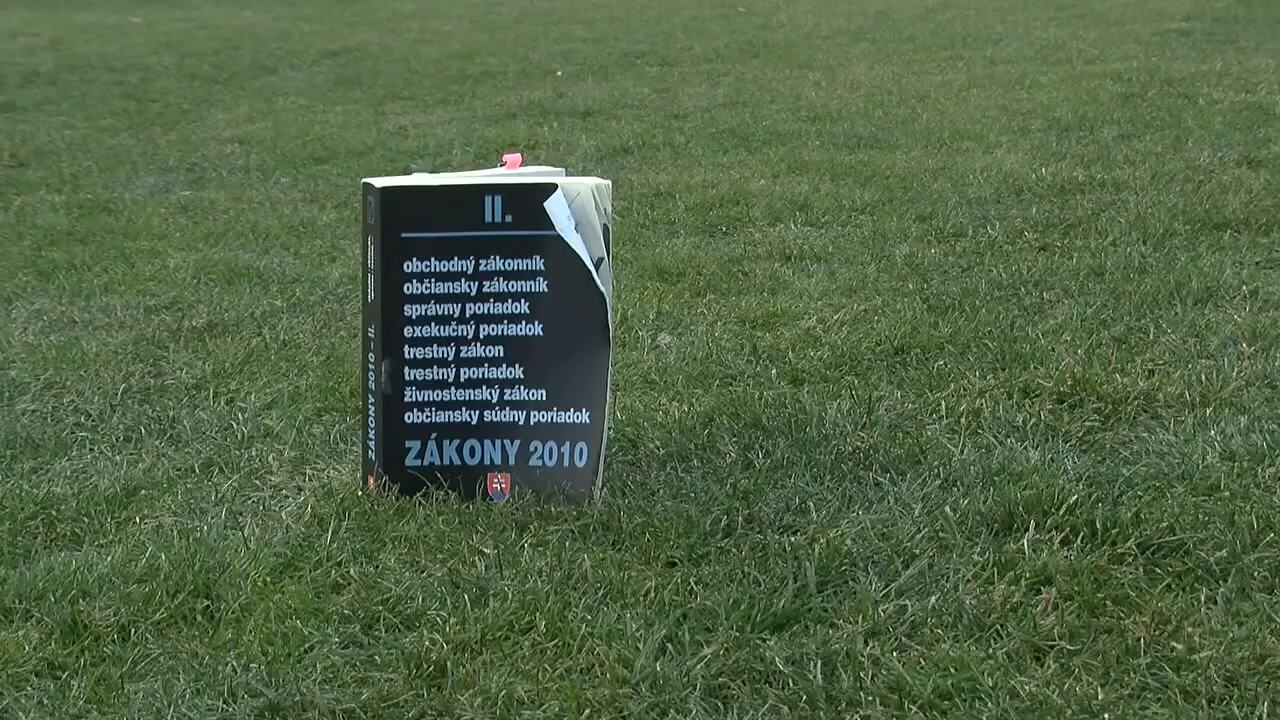 II.
obchodný zákonník
občiansky zákonník
správny poriadok
exekučný poriadok
trestný zákon
trestný poriadok
živnostenský zákon
občiansky súdny poriadok
ZÁKONY 2010
ZÁKONY 2010 – II.